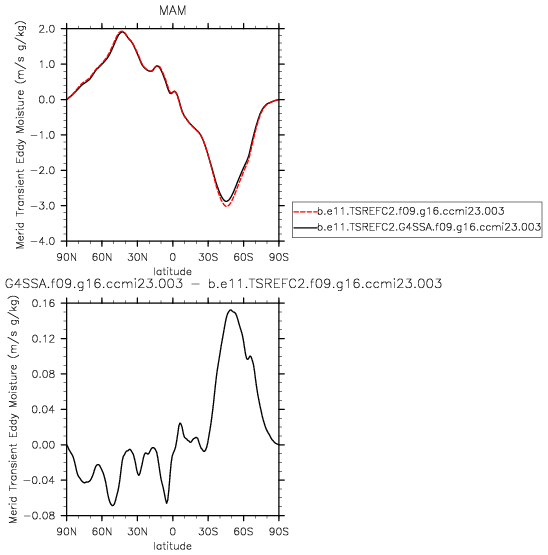 MAM
Merid Transient Eddy Moisture (m/s g/kg)
2.0
1.0
0.0
−1.0
−2.0
−3.0
−4.0
90N 60N 30N 0 30S 60S 90S
latitude
b.e11.TSREFC2.f09.g16.ccmi23.003
b.e11.TSREFC2.G4SSA.f09.g16.ccmi23.003
G4SSA.f09.g16.ccmi23.003 − b.e11.TSREFC2.f09.g16.ccmi23.003
Merid Transient Eddy Moisture (m/s g/kg)
0.16
0.12
0.08
0.04
0.00
−0.04
−0.08
90N 60N 30N 0 30S 60S 90S
latitude